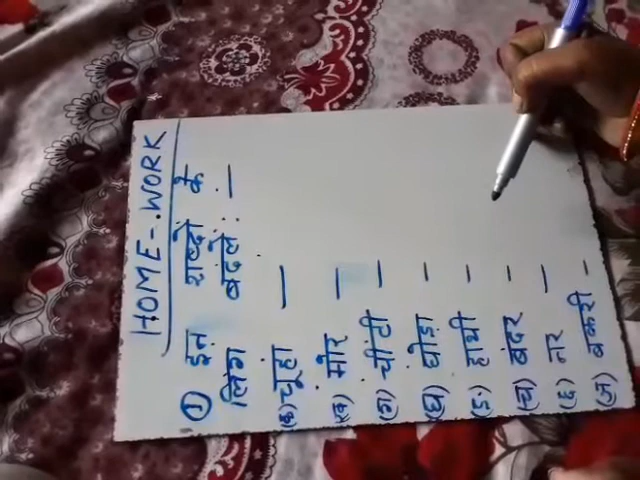 HOME-.WORK
① इन शब्दों के
लिंग बदलें : —
(क) चूहा —
(ख) मोर —
(ग) चींटी —
(घ) घोड़ा —
(ङ) हाथी —
(च) बंदर —
(छ) नर —
(ज) बकरी —